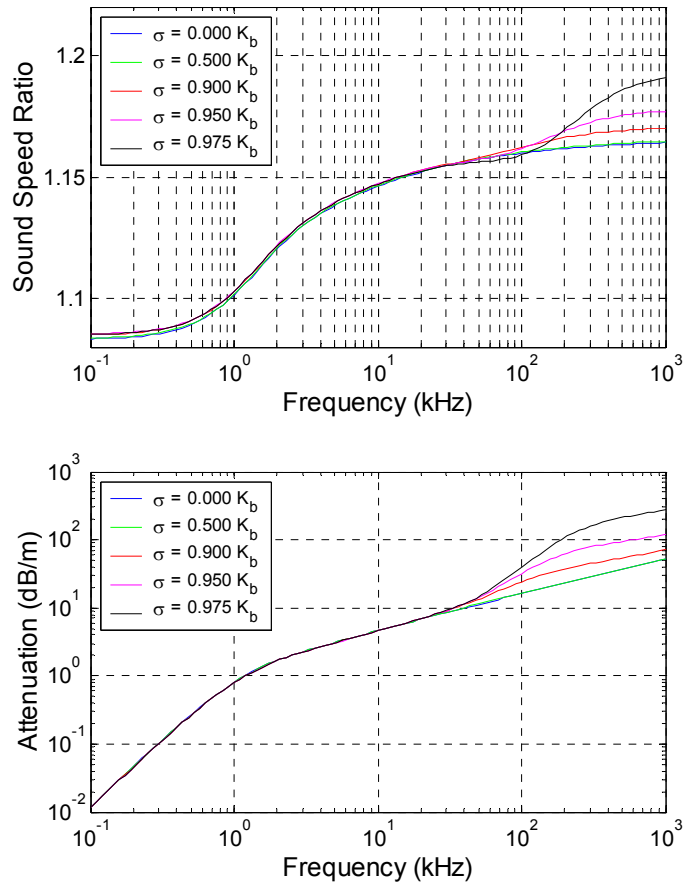 1.2
σ = 0.000 K_b
σ = 0.500 K_b
σ = 0.900 K_b
σ = 0.950 K_b
σ = 0.975 K_b
1.15
1.1
Sound Speed Ratio
10^-1 10^0 10^1 10^2 10^3
Frequency (kHz)
10^3
σ = 0.000 K_b
σ = 0.500 K_b
σ = 0.900 K_b
σ = 0.950 K_b
σ = 0.975 K_b
10^2
10^1
10^0
10^-1
10^-2
Attenuation (dB/m)
10^-1 10^0 10^1 10^2 10^3
Frequency (kHz)